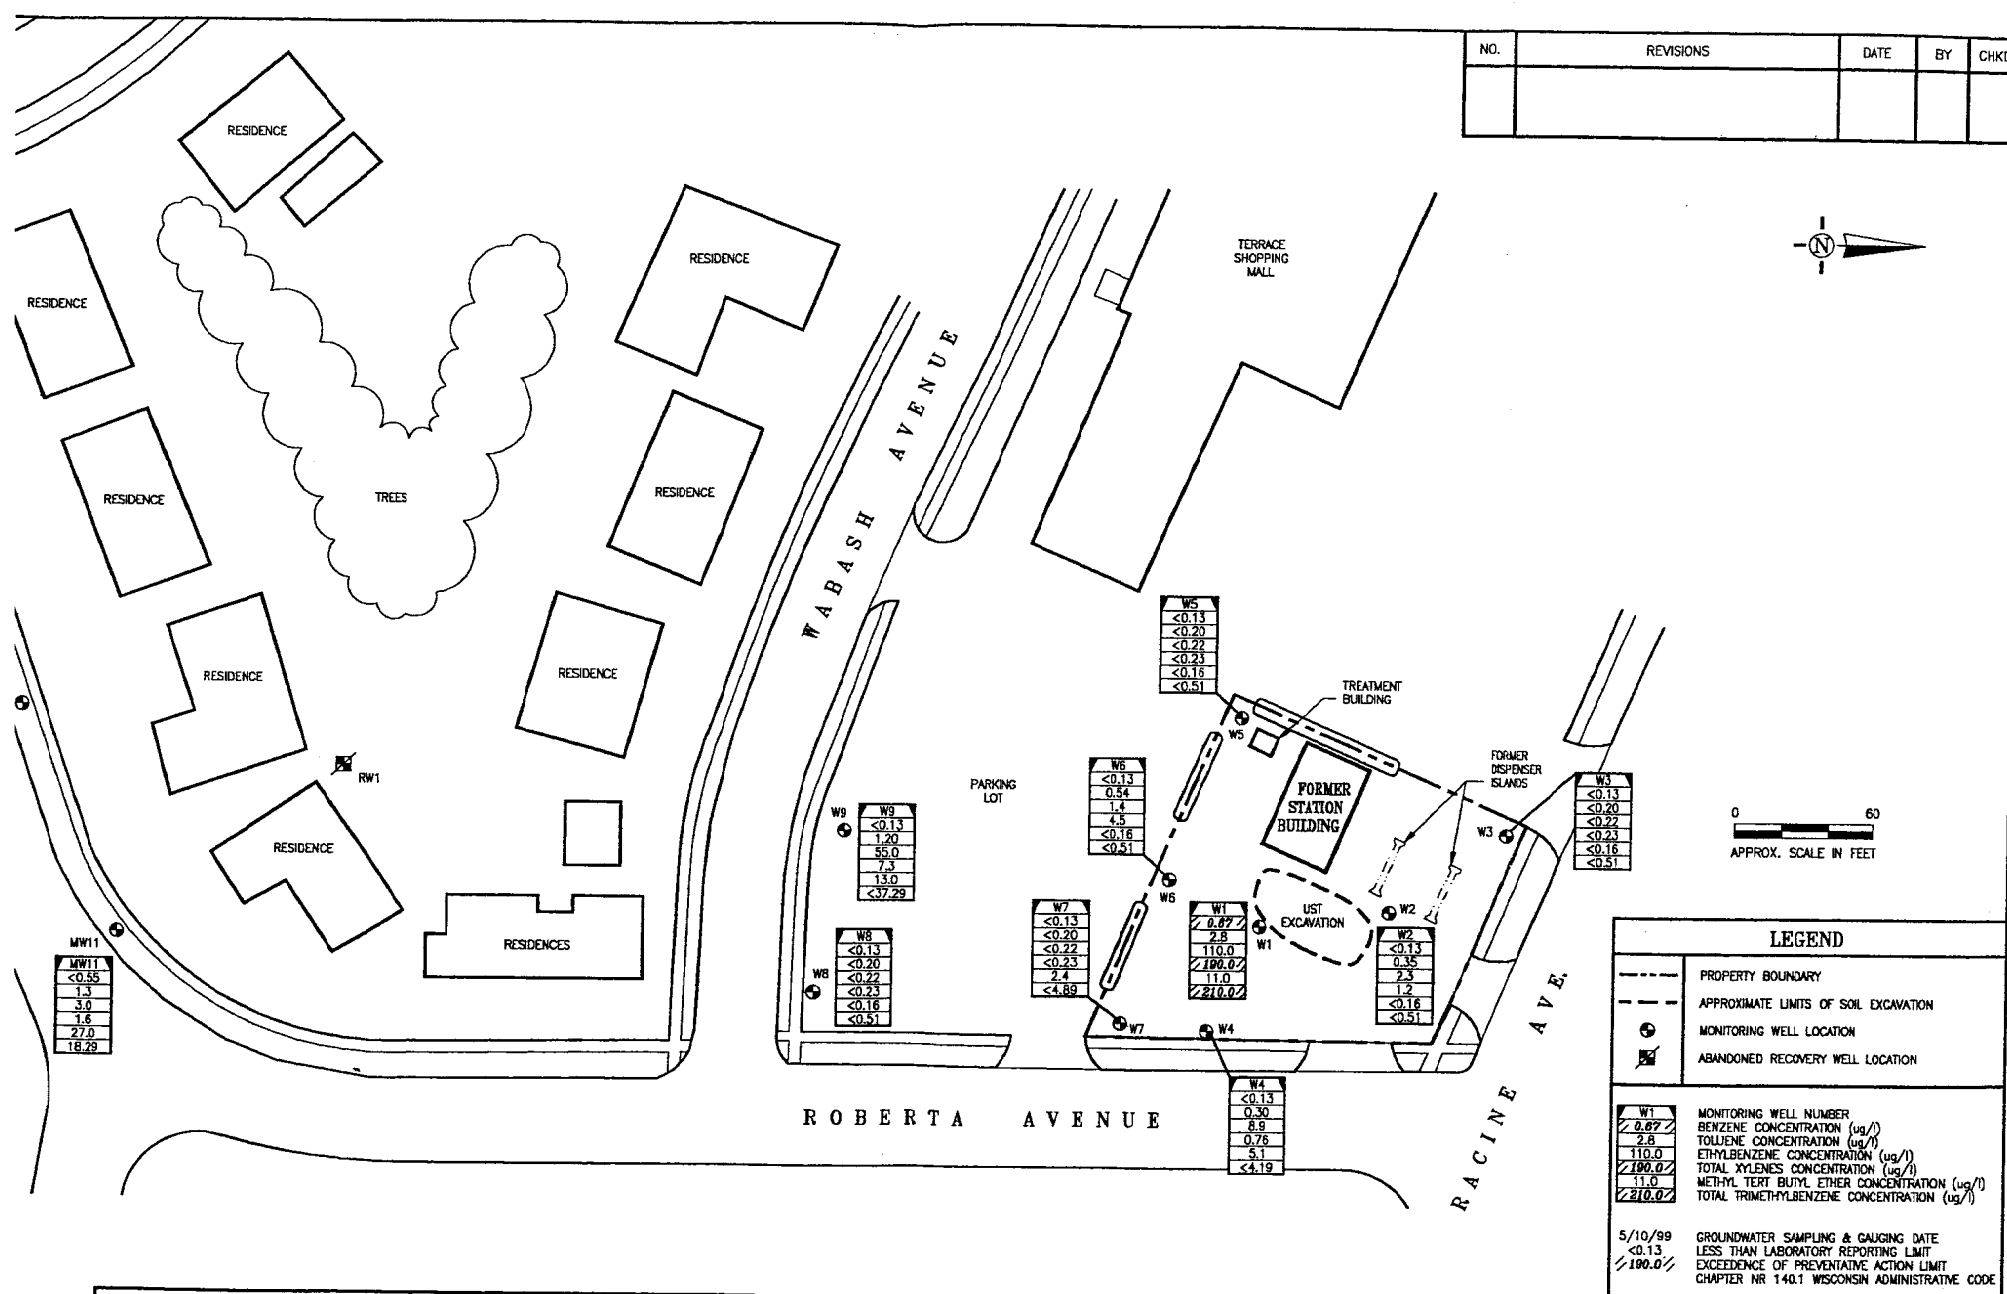 NO.
REVISIONS
DATE
BY
RESIDENCE
RESIDENCE
RESIDENCE
TERRACE
SHOPPING
MALL
N
RESIDENCE
RESIDENCE
TREES
WABASH AVENUE
RESIDENCE
RESIDENCE
RW1
RESIDENCE
RESIDENCES
MW11
MW11
<0.55
1.3
3.0
1.6
27.0
18.29
PARKING
LOT
W9
W9
<0.13
1.20
55.0
7.3
13.0
<37.29
W8
W8
<0.13
<0.20
<0.22
<0.23
<0.16
<0.51
W5
<0.13
<0.20
<0.22
<0.23
<0.16
<0.51
W5
TREATMENT
BUILDING
W6
<0.13
0.54
1.4
4.5
<0.16
<0.51
W6
FORMER
STATION
BUILDING
FORMER
DISPENSER
ISLANDS
W3
W3
<0.13
<0.20
<0.22
<0.23
<0.16
<0.51
W7
<0.13
<0.20
<0.22
<0.23
2.4
<4.89
W7
W1
0.67
2.8
110.0
190.0
11.0
210.0
W1
UST
EXCAVATION
W2
W2
<0.13
0.35
2.3
1.2
<0.16
<0.51
W4
W4
<0.13
0.30
8.9
0.76
5.1
<4.19
ROBERTA AVENUE
RACINE AVE.
0 60
APPROX. SCALE IN FEET
LEGEND
PROPERTY BOUNDARY
APPROXIMATE LIMITS OF SOIL EXCAVATION
MONITORING WELL LOCATION
ABANDONED RECOVERY WELL LOCATION
W1 MONITORING WELL NUMBER
0.67 BENZENE CONCENTRATION (ug/l)
2.8 TOLUENE CONCENTRATION (ug/l)
110.0 ETHYLBENZENE CONCENTRATION (ug/l)
190.0 TOTAL XYLENES CONCENTRATION (ug/l)
11.0 METHYL TERT BUTYL ETHER CONCENTRATION (ug/l)
210.0 TOTAL TRIMETHYLBENZENE CONCENTRATION (ug/l)
5/10/99 GROUNDWATER SAMPLING & GAUGING DATE
<0.13 LESS THAN LABORATORY REPORTING LIMIT
190.0 EXCEEDENCE OF PREVENTATIVE ACTION LIMIT
CHAPTER NR 140.1 WISCONSIN ADMINISTRATIVE CODE